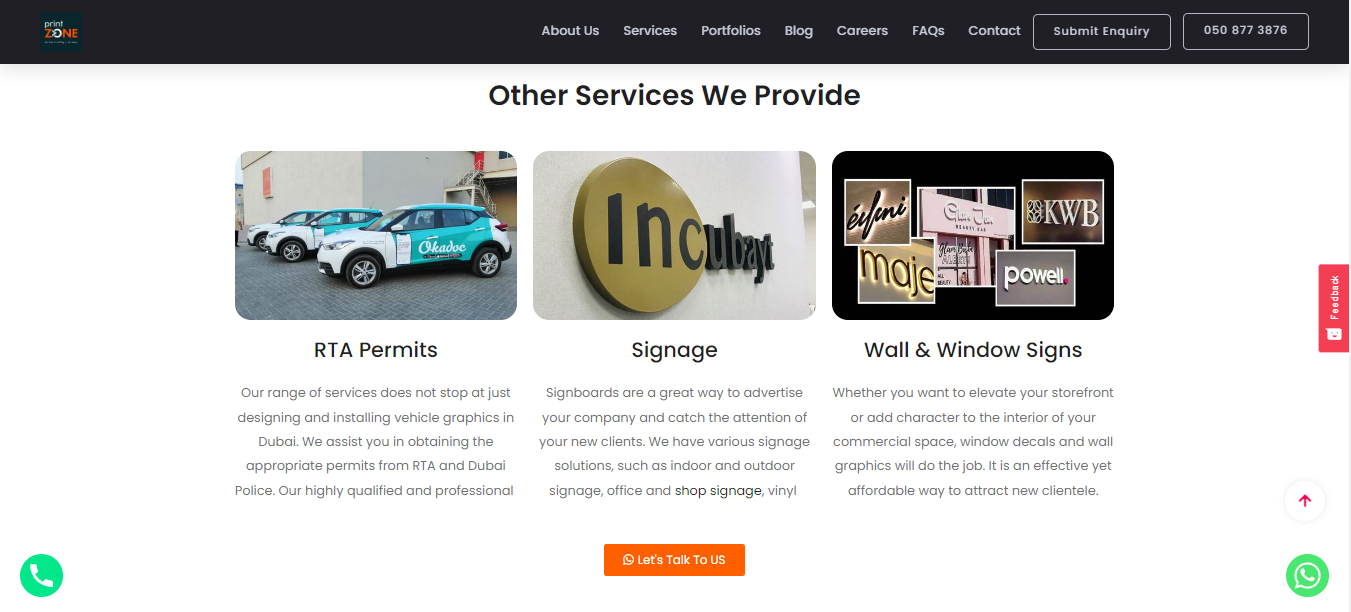 print
ZONE
About Us Services Portfolios Blog Careers FAQs Contact Submit Enquiry 050 877 3876
Other Services We Provide
Okadoc
Incubayt
éifini
Glam Jam
BEAUTY BAR
KWB
maje
powell
RTA Permits
Our range of services does not stop at just
designing and installing vehicle graphics in
Dubai. We assist you in obtaining the
appropriate permits from RTA and Dubai
Police. Our highly qualified and professional
Signage
Signboards are a great way to advertise
your company and catch the attention of
your new clients. We have various signage
solutions, such as indoor and outdoor
signage, office and shop signage, vinyl
Wall & Window Signs
Whether you want to elevate your storefront
or add character to the interior of your
commercial space, window decals and wall
graphics will do the job. It is an effective yet
affordable way to attract new clientele.
Feedback
Let's Talk To US